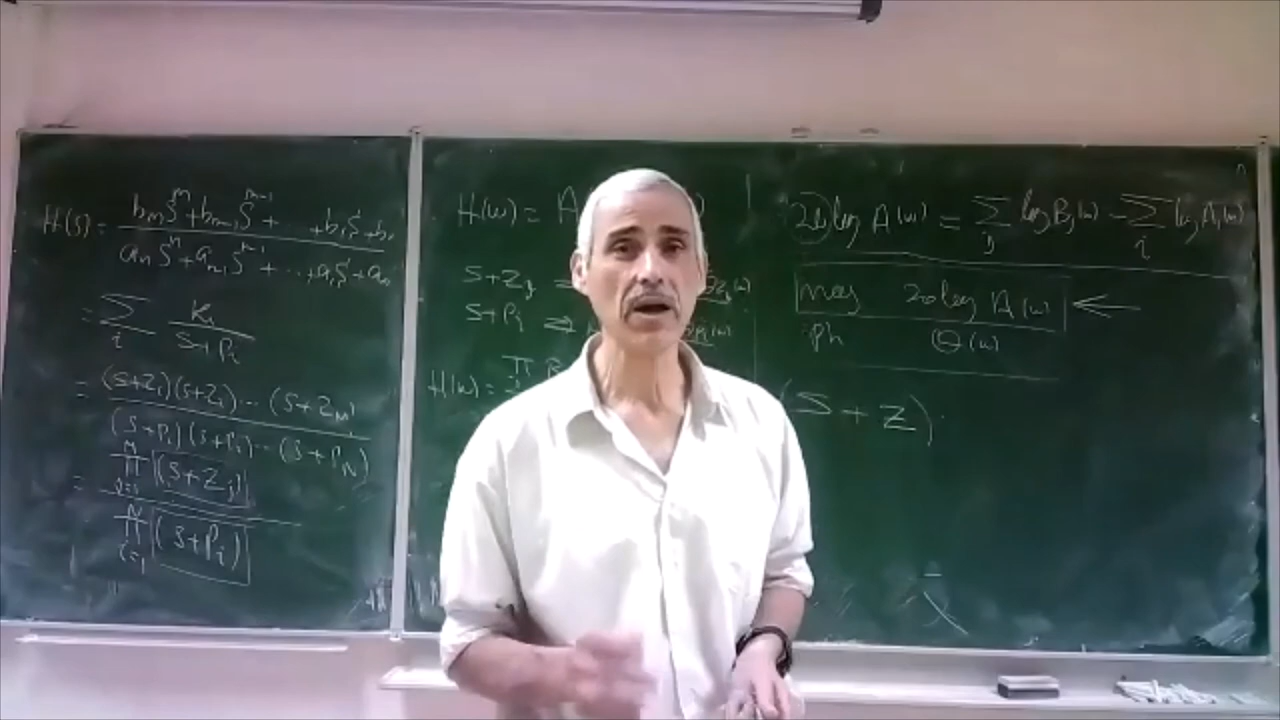 H(s) = (b_m s^m + b_{m-1} s^{m-1} + ... + b_1 s + b_0) / (a_n s^n + a_{n-1} s^{n-1} + ... + a_1 s + a_0)
= Σ_i K_i / (s + P_i)
= (s+Z_1)(s+Z_2)...(s+Z_M) / (s+P_1)(s+P_2)...(s+P_N)
= Π_{j=1}^{M} (s+Z_j) / Π_{i=1}^{N} (s+P_i)
H(ω) = A
s+Z_j ⇒
s+P_i ⇒
H(ω) = Π B
20 log A(ω) = Σ_j log B_j(ω) - Σ_i log A_i(ω)
mag 20 log A(ω) ←
ph Θ(ω)
(s + z)